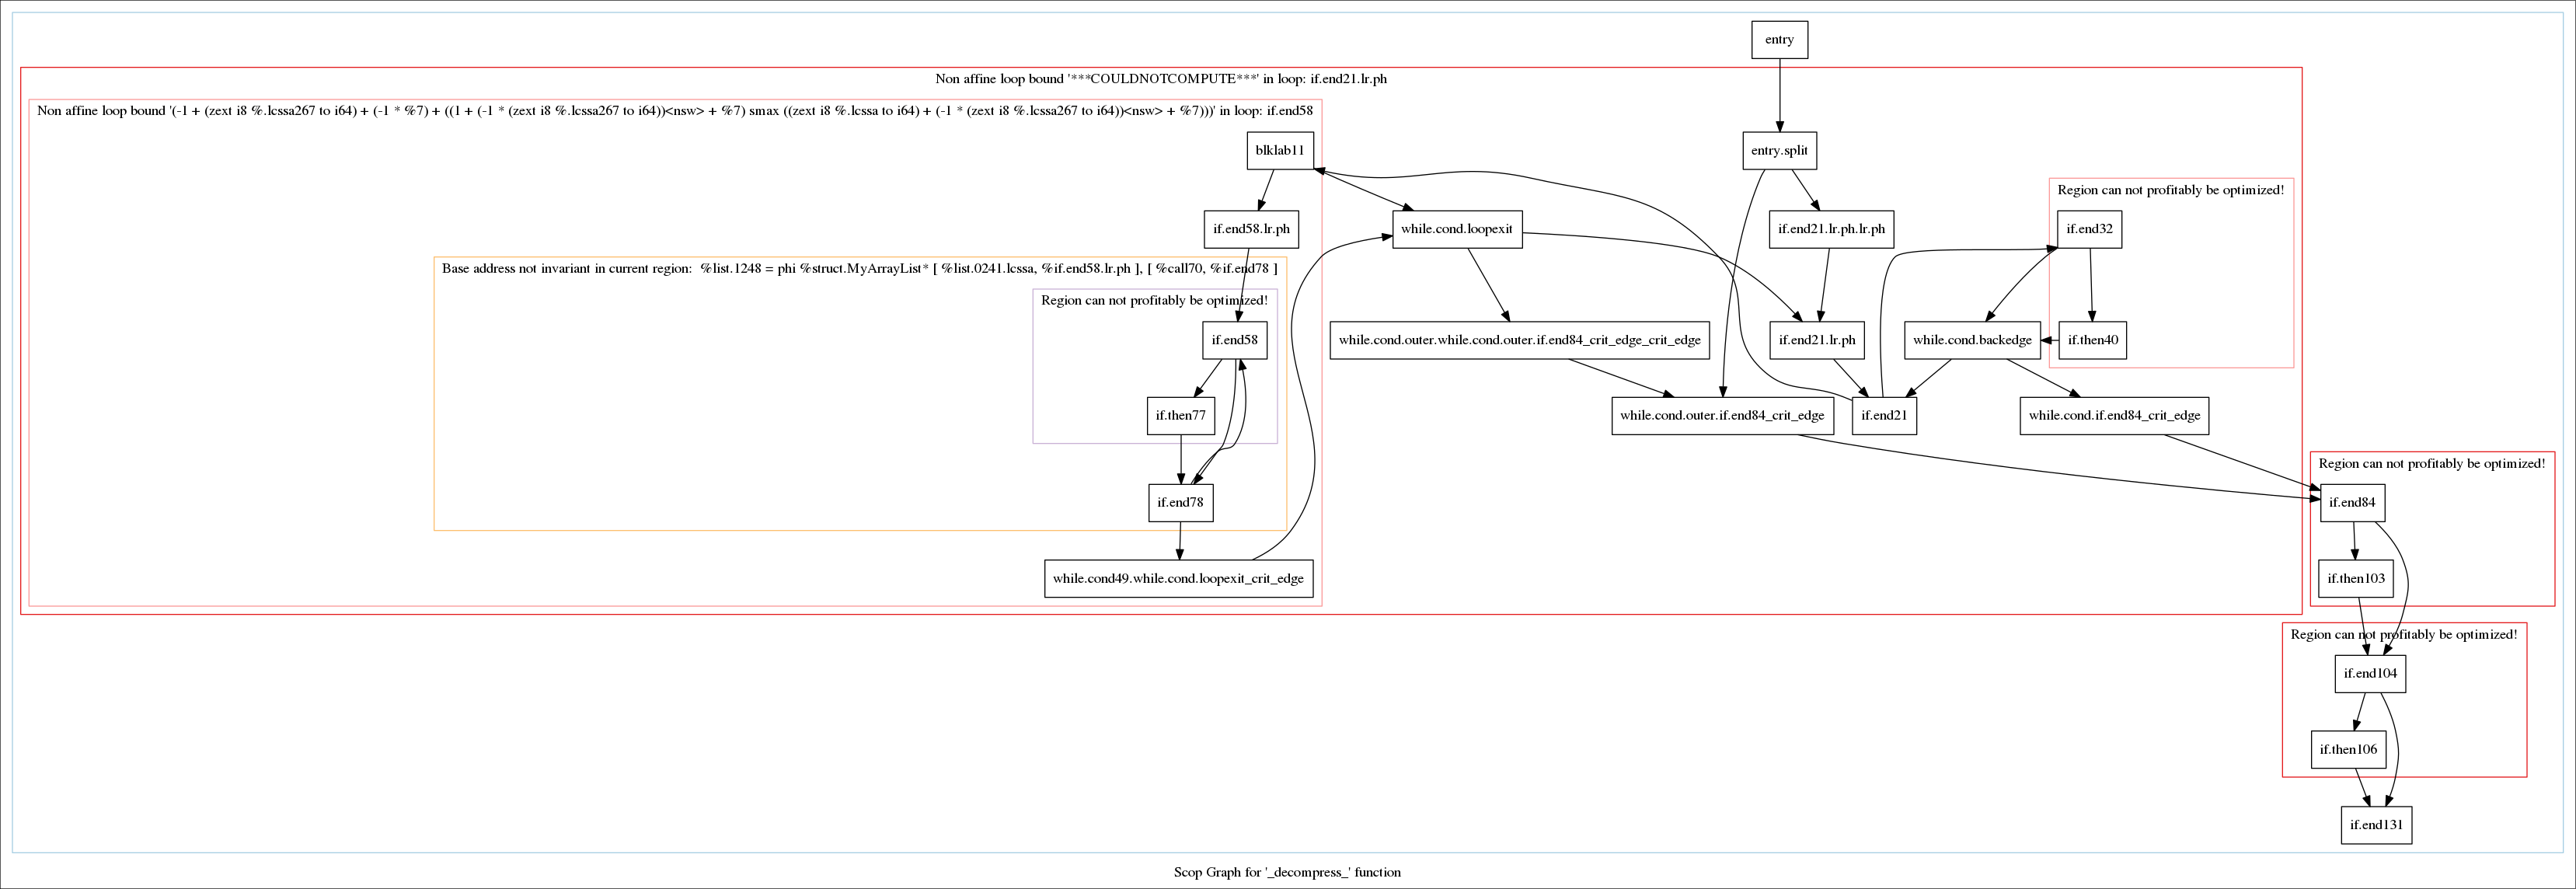 entry
Non affine loop bound '***COULDNOTCOMPUTE***' in loop: if.end21.lr.ph
Non affine loop bound '(-1 + (zext i8 %.lcssa267 to i64) + (-1 * %7) + ((1 + (-1 * (zext i8 %.lcssa267 to i64))<nsw> + %7) smax ((zext i8 %.lcssa to i64) + (-1 * (zext i8 %.lcssa267 to i64))<nsw> + %7)))' in loop: if.end58
blklab11
entry.split
Region can not profitably be optimized!
if.end58.lr.ph
while.cond.loopexit
if.end21.lr.ph.lr.ph
if.end32
Base address not invariant in current region:  %list.1248 = phi %struct.MyArrayList* [ %list.0241.lcssa, %if.end58.lr.ph ], [ %call70, %if.end78 ]
Region can not profitably be optimized!
if.end58
while.cond.outer.while.cond.outer.if.end84_crit_edge_crit_edge
if.end21.lr.ph
while.cond.backedge
if.then40
if.then77
while.cond.outer.if.end84_crit_edge
if.end21
while.cond.if.end84_crit_edge
Region can not profitably be optimized!
if.end78
if.end84
while.cond49.while.cond.loopexit_crit_edge
if.then103
Region can not profitably be optimized!
if.end104
if.then106
if.end131
Scop Graph for '_decompress_' function